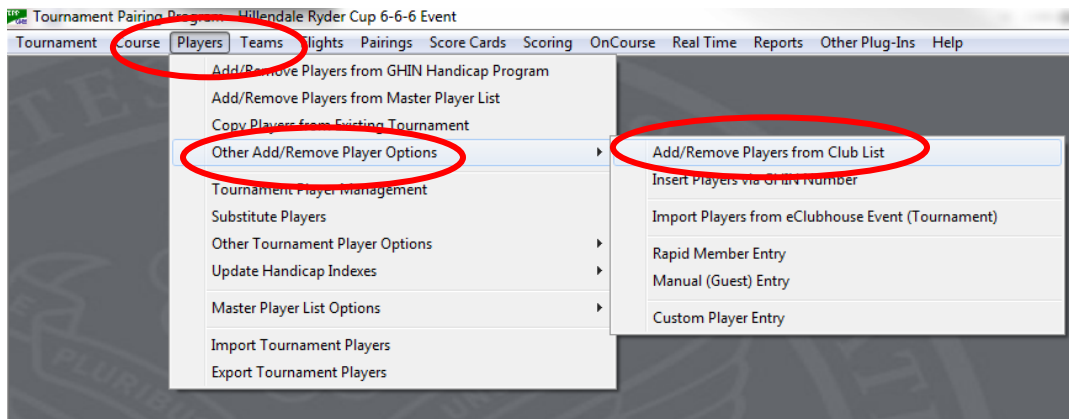 Tournament Pairing Program - Hillendale Ryder Cup 6-6-6 Event
Tournament Course Players Teams Flights Pairings Score Cards Scoring OnCourse Real Time Reports Other Plug-Ins Help
Add/Remove Players from GHIN Handicap Program
Add/Remove Players from Master Player List
Copy Players from Existing Tournament
Other Add/Remove Player Options
Tournament Player Management
Substitute Players
Other Tournament Player Options
Update Handicap Indexes
Master Player List Options
Import Tournament Players
Export Tournament Players
Add/Remove Players from Club List
Insert Players via GHIN Number
Import Players from eClubhouse Event (Tournament)
Rapid Member Entry
Manual (Guest) Entry
Custom Player Entry